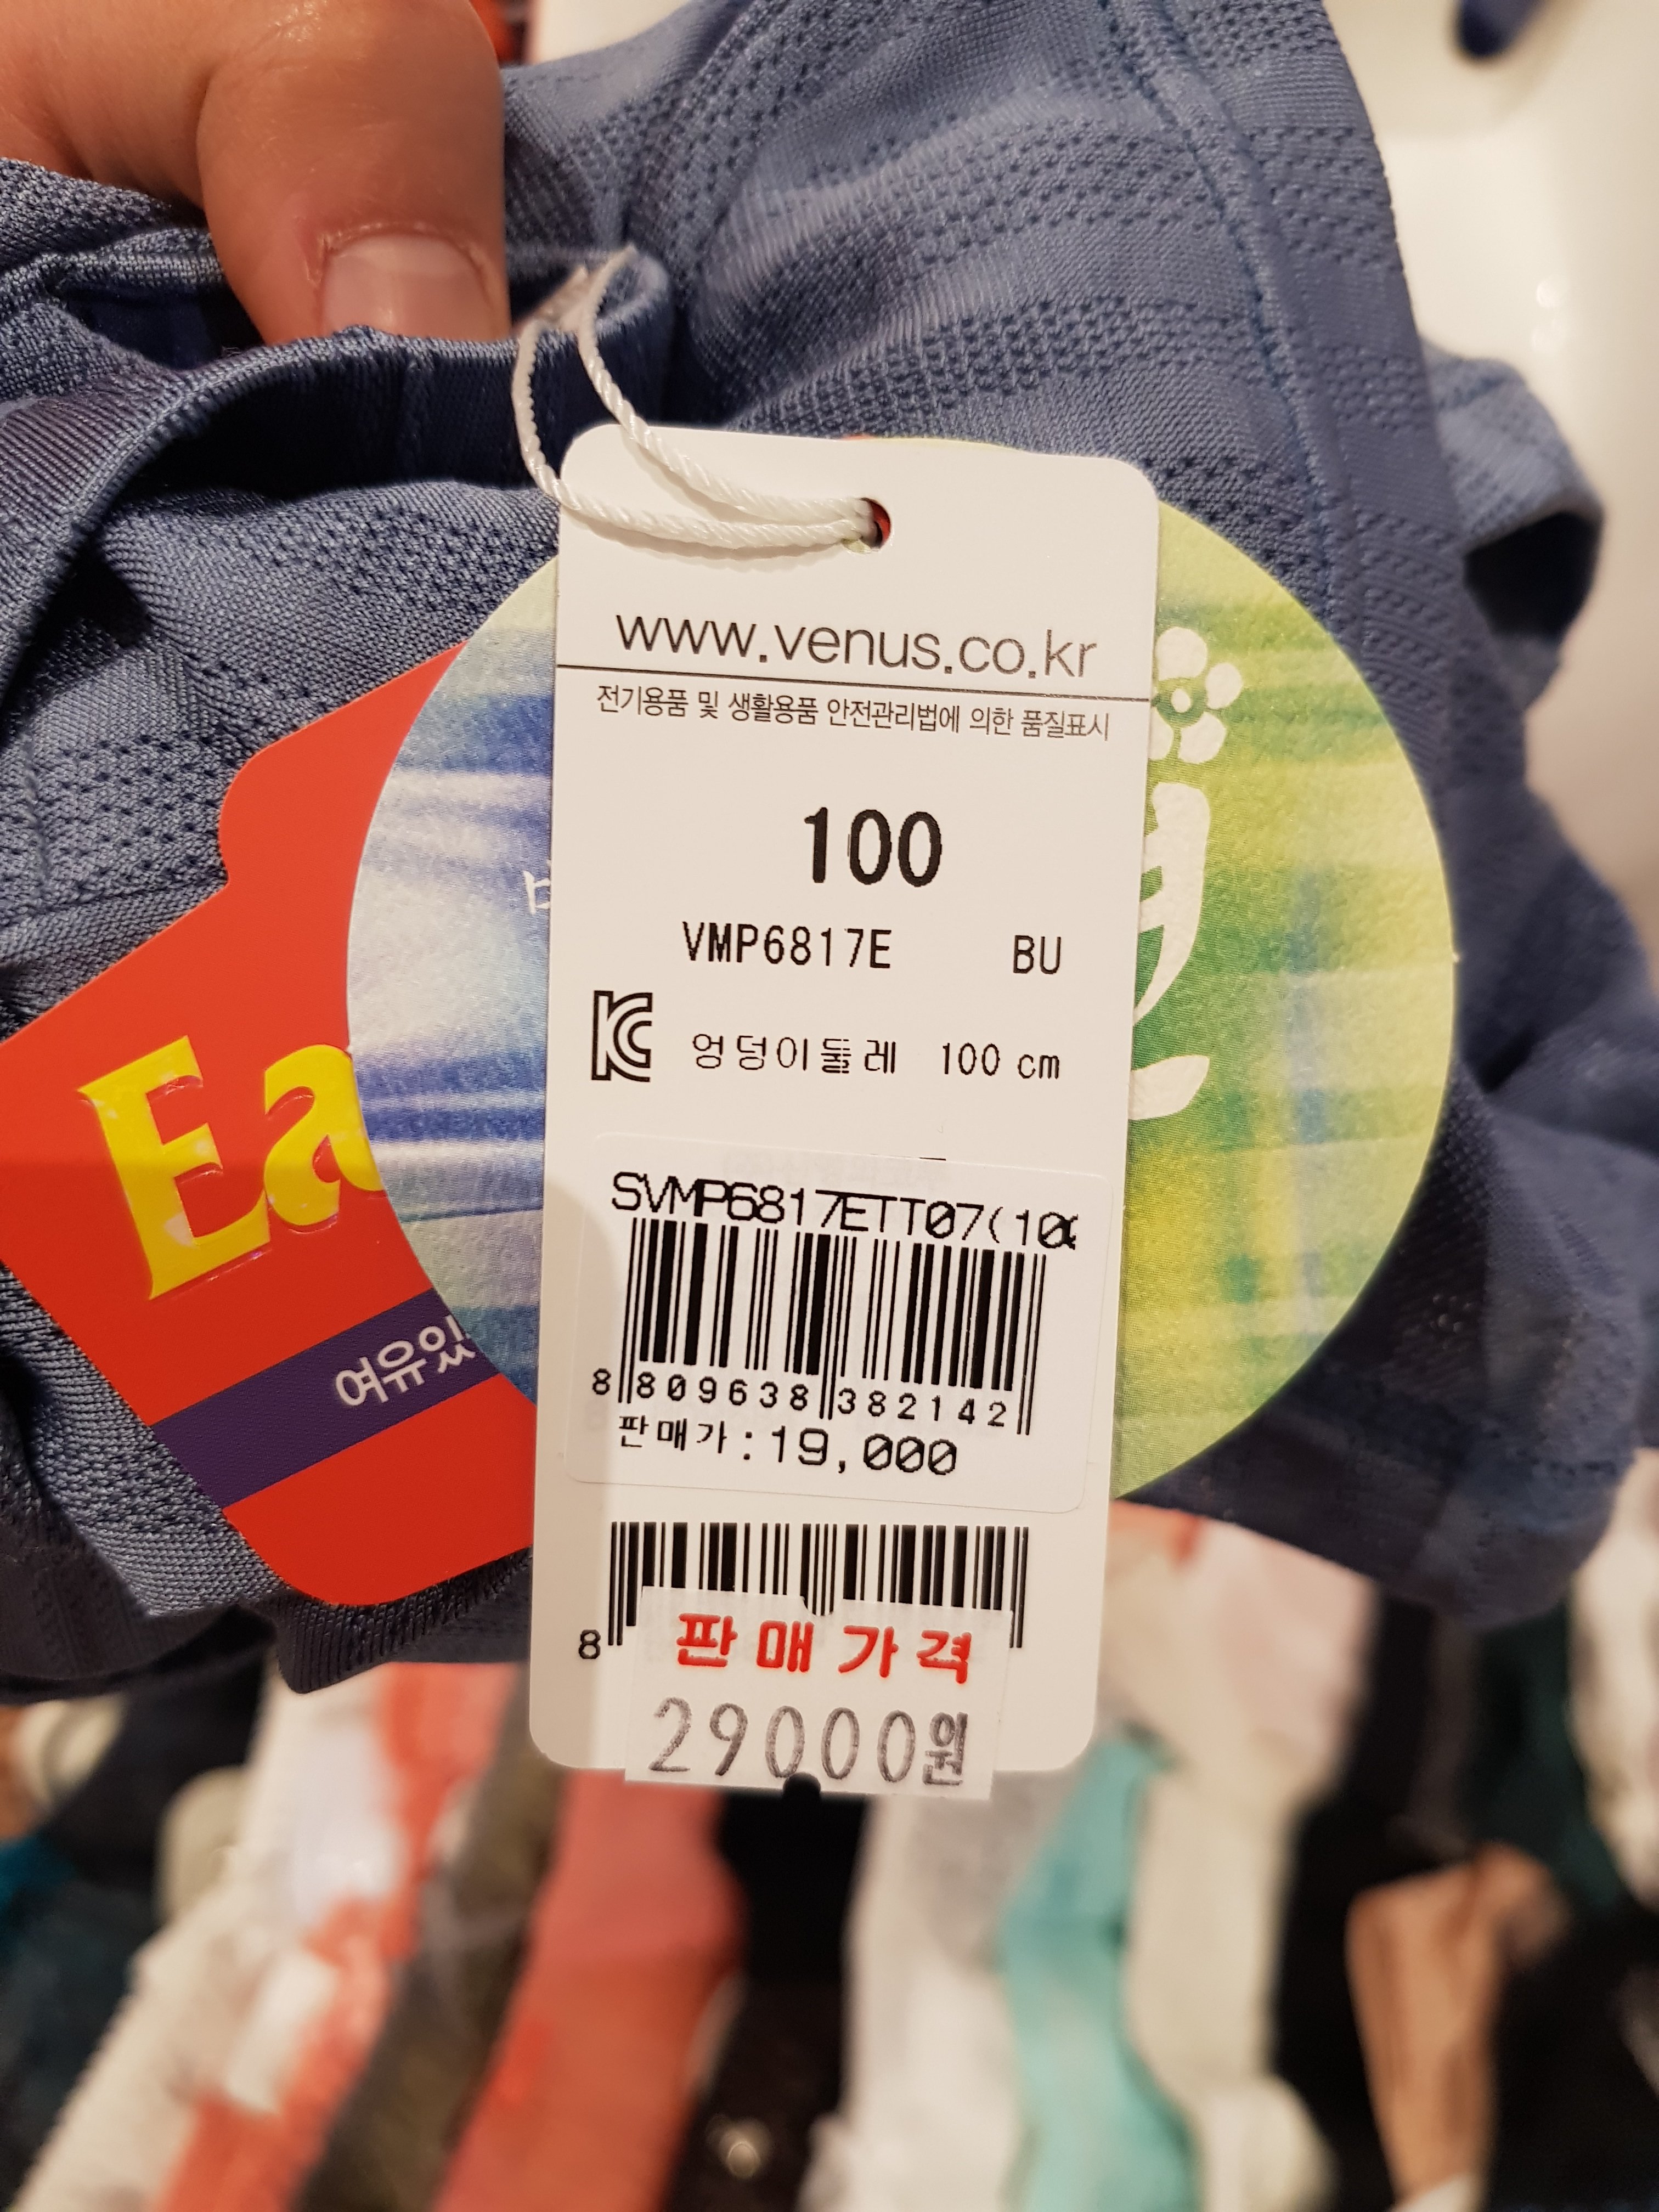 www.venus.co.kr
전기용품 및 생활용품 안전관리법에 의한 품질표시
100
VMP6817E BU
엉덩이둘레 100 cm
SVMP6817ETT07(100
8 809638 382142
판매가:19,000
8
판매가격
29000원
Ea
여유있